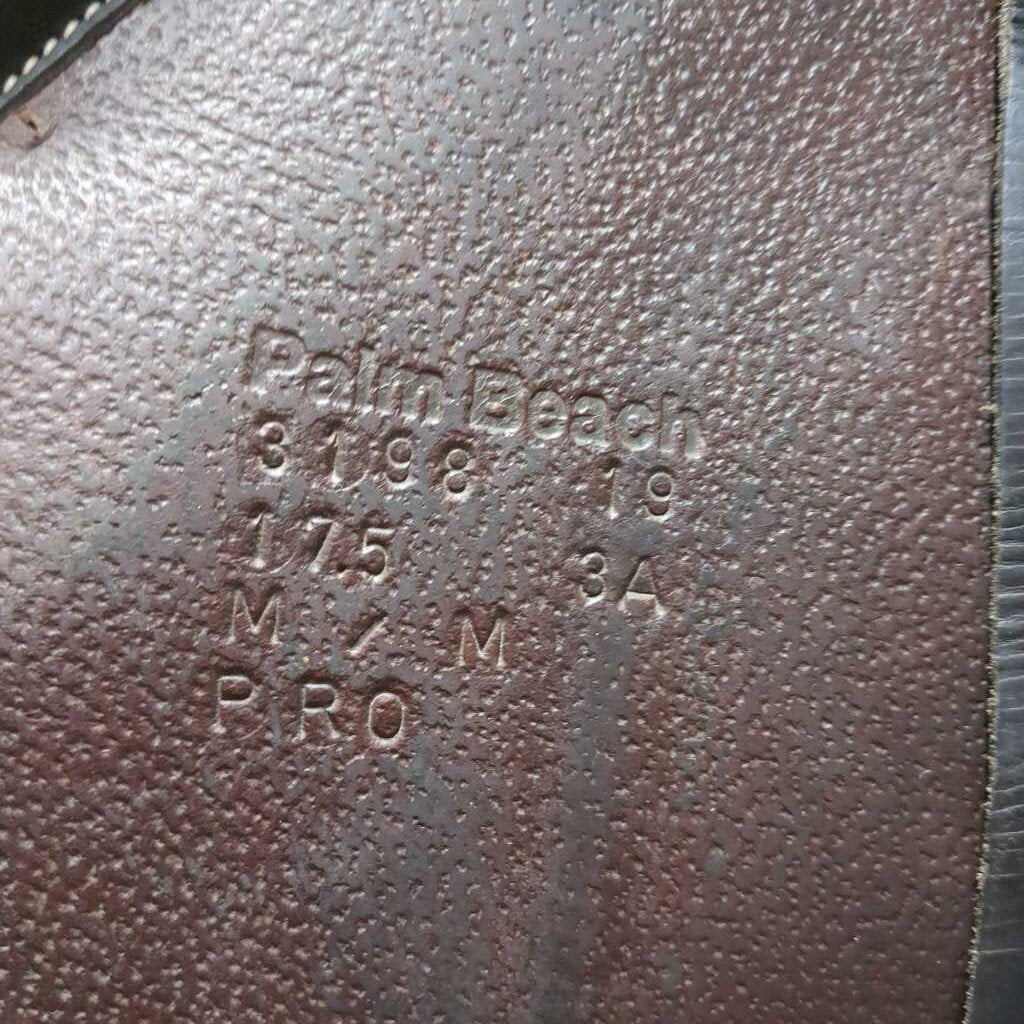 Palm Beach
3198 19
17.5 3A
M / M
PRO